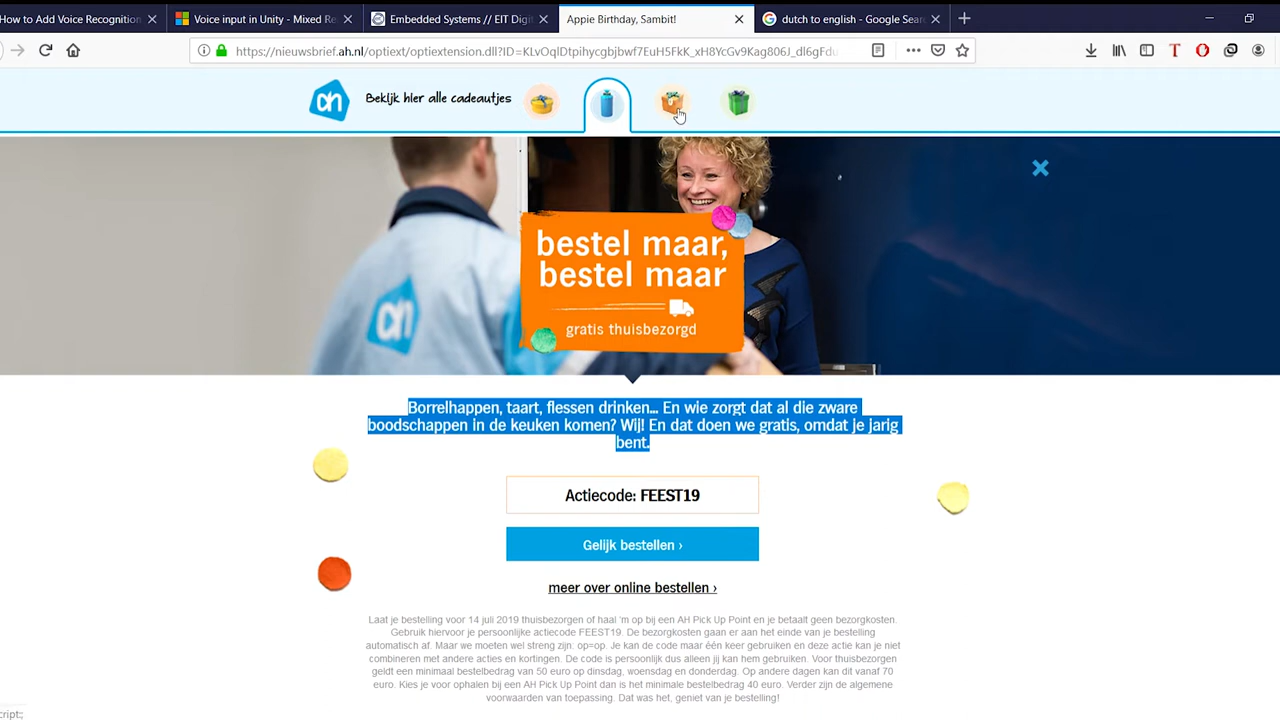 How to Add Voice Recognition
Voice input in Unity - Mixed Re
Embedded Systems // EIT Digi
Appie Birthday, Sambit!
dutch to english - Google Sear
https://nieuwsbrief.ah.nl/optiext/optiextension.dll?ID=KLvOqIDtpihycgbjbwf7EuH5FkK_xH8YcGv9Kag806J_dl6gFdu
ah
Bekijk hier alle cadeautjes
ah
bestel maar,
bestel maar
gratis thuisbezorgd
Borrelhappen, taart, flessen drinken... En wie zorgt dat al die zware
boodschappen in de keuken komen? Wij! En dat doen we gratis, omdat je jarig
bent.
Actiecode: FEEST19
Gelijk bestellen ›
meer over online bestellen ›
Laat je bestelling voor 14 juli 2019 thuisbezorgen of haal 'm op bij een AH Pick Up Point en je betaalt geen bezorgkosten.
Gebruik hiervoor je persoonlijke actiecode FEEST19. De bezorgkosten gaan er aan het einde van je bestelling
automatisch af. Maar we moeten wel streng zijn: op=op. Je kan de code maar één keer gebruiken en deze actie kan je niet
combineren met andere acties en kortingen. De code is persoonlijk dus alleen jij kan hem gebruiken. Voor thuisbezorgen
geldt een minimaal bestelbedrag van 50 euro op dinsdag, woensdag en donderdag. Op andere dagen kan dit vanaf 70
euro. Kies je voor ophalen bij een AH Pick Up Point dan is het minimale bestelbedrag 40 euro. Verder zijn de algemene
voorwaarden van toepassing. Dat was het, geniet van je bestelling!
cript:;